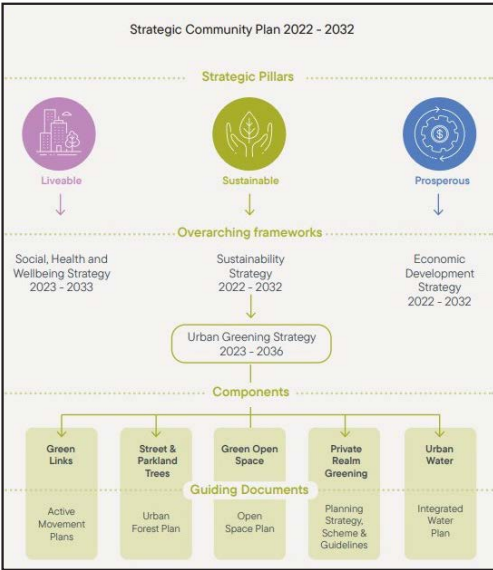 Strategic Community Plan 2022 - 2032
Strategic Pillars
$
Liveable
Sustainable
Prosperous
Overarching frameworks
Social, Health and
Wellbeing Strategy
2023 - 2033
Sustainability
Strategy
2022 - 2032
Economic
Development
Strategy
2022 - 2032
Urban Greening Strategy
2023 - 2036
Components
Green
Links
Street &
Parkland
Trees
Green Open
Space
Private
Realm
Greening
Urban
Water
Guiding Documents
Active
Movement
Plans
Urban
Forest Plan
Open
Space Plan
Planning
Strategy,
Scheme &
Guidelines
Integrated
Water
Plan